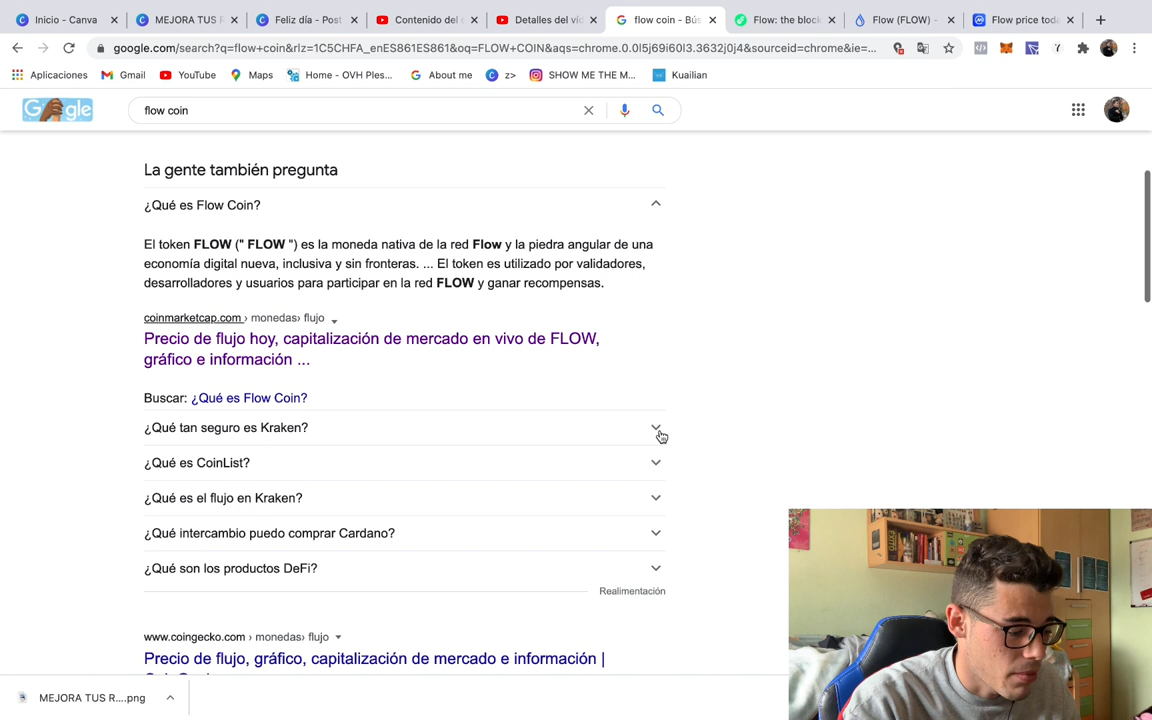 Inicio - Canva
MEJORA TUS R
Feliz día - Post
Contenido del c
Detalles del víc
flow coin - Bús
Flow: the block
Flow (FLOW) -
Flow price toda
google.com/search?q=flow+coin&rlz=1C5CHFA_enES861ES861&oq=FLOW+COIN&aqs=chrome.0.0l5j69i60l3.3632j0j4&sourceid=chrome&ie=...
Aplicaciones
Gmail
YouTube
Maps
Home - OVH Ples...
About me
z>
SHOW ME THE M...
Kuailian
flow coin
La gente también pregunta
¿Qué es Flow Coin?
El token FLOW (" FLOW ") es la moneda nativa de la red Flow y la piedra angular de una
economía digital nueva, inclusiva y sin fronteras. ... El token es utilizado por validadores,
desarrolladores y usuarios para participar en la red FLOW y ganar recompensas.
coinmarketcap.com › monedas› flujo
Precio de flujo hoy, capitalización de mercado en vivo de FLOW,
gráfico e información ...
Buscar: ¿Qué es Flow Coin?
¿Qué tan seguro es Kraken?
¿Qué es CoinList?
¿Qué es el flujo en Kraken?
¿Qué intercambio puedo comprar Cardano?
¿Qué son los productos DeFi?
Realimentación
www.coingecko.com › monedas› flujo
Precio de flujo, gráfico, capitalización de mercado e información |
MEJORA TUS R....png